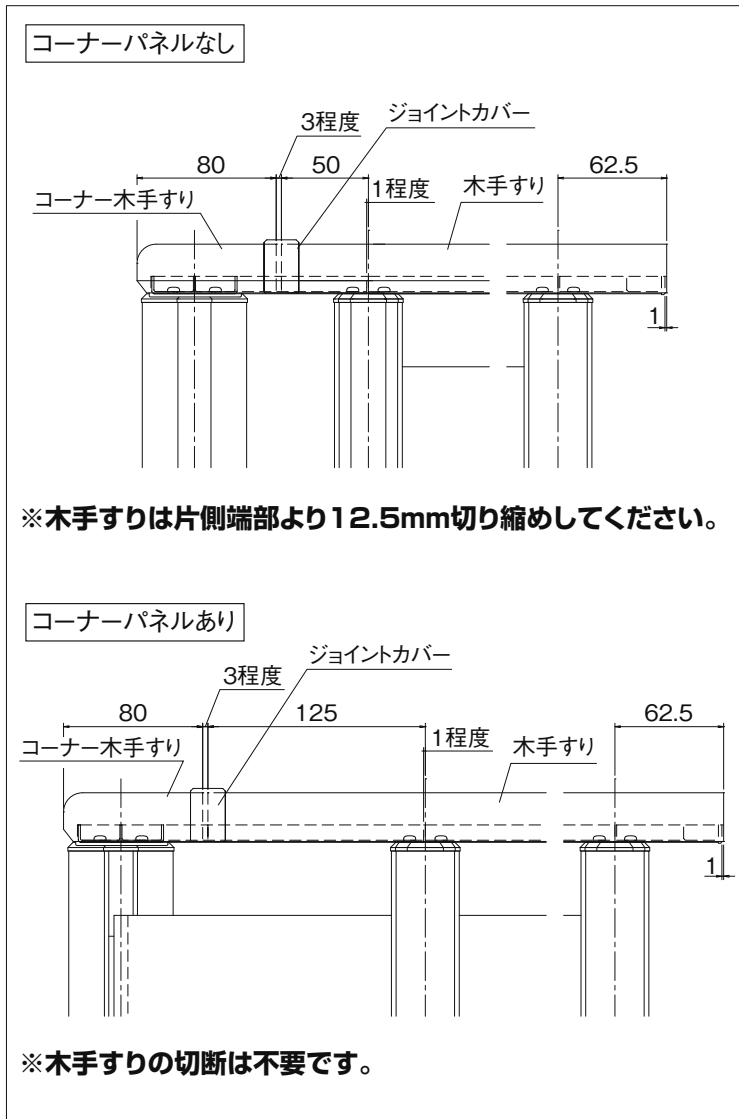 コーナーパネルなし
3程度
ジョイントカバー
80
50
62.5
コーナー木手すり
1程度
木手すり
1
※木手すりは片側端部より12.5mm切り縮めしてください。
コーナーパネルあり
ジョイントカバー
3程度
80
125
62.5
コーナー木手すり
1程度
木手すり
1
※木手すりの切断は不要です。